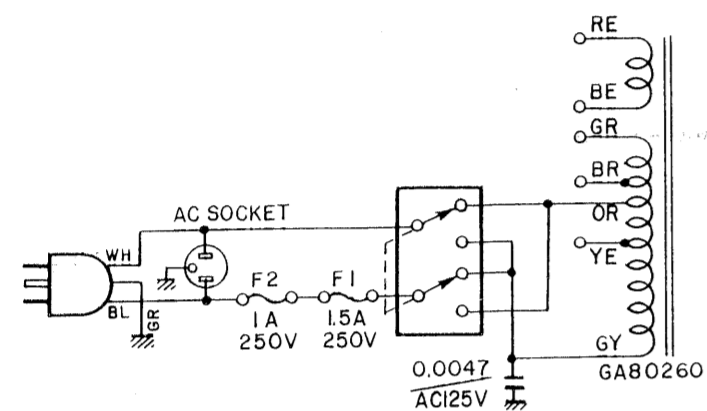 RE
BE
GR
BR
OR
YE
GY
GA80260
AC SOCKET
WH
BL
GR
F2
1A
250V
F1
1.5A
250V
0.0047
AC125V